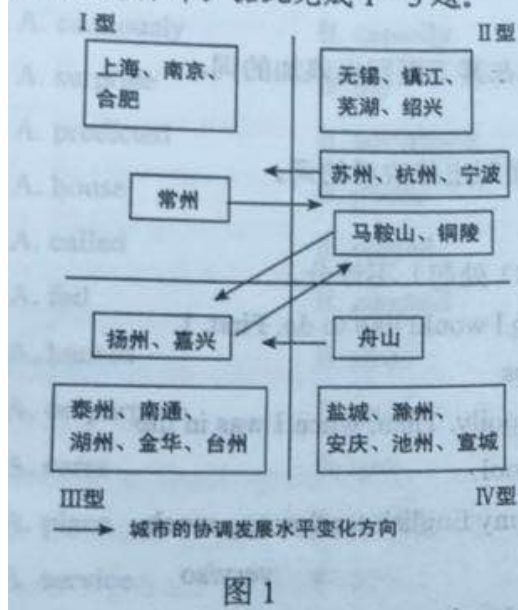 I型
II型
上海、南京、
合肥
无锡、镇江、
芜湖、绍兴
苏州、杭州、宁波
常州
马鞍山、铜陵
扬州、嘉兴
舟山
泰州、南通、
湖州、金华、台州
盐城、滁州、
安庆、池州、宣城
III型
IV型
城市的协调发展水平变化方向
图1